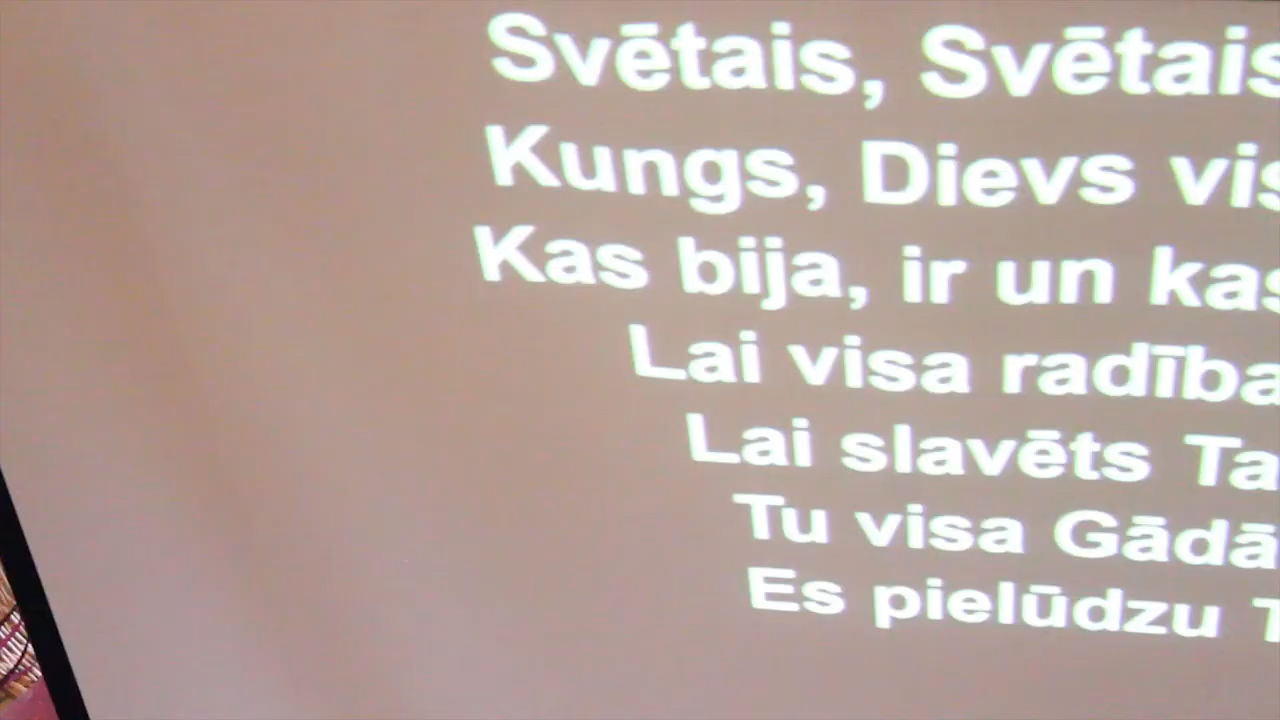 Svētais, Svētais
Kungs, Dievs vis
Kas bija, ir un kas
Lai visa radība
Lai slavēts Ta
Tu visa Gādā
Es pielūdzu T